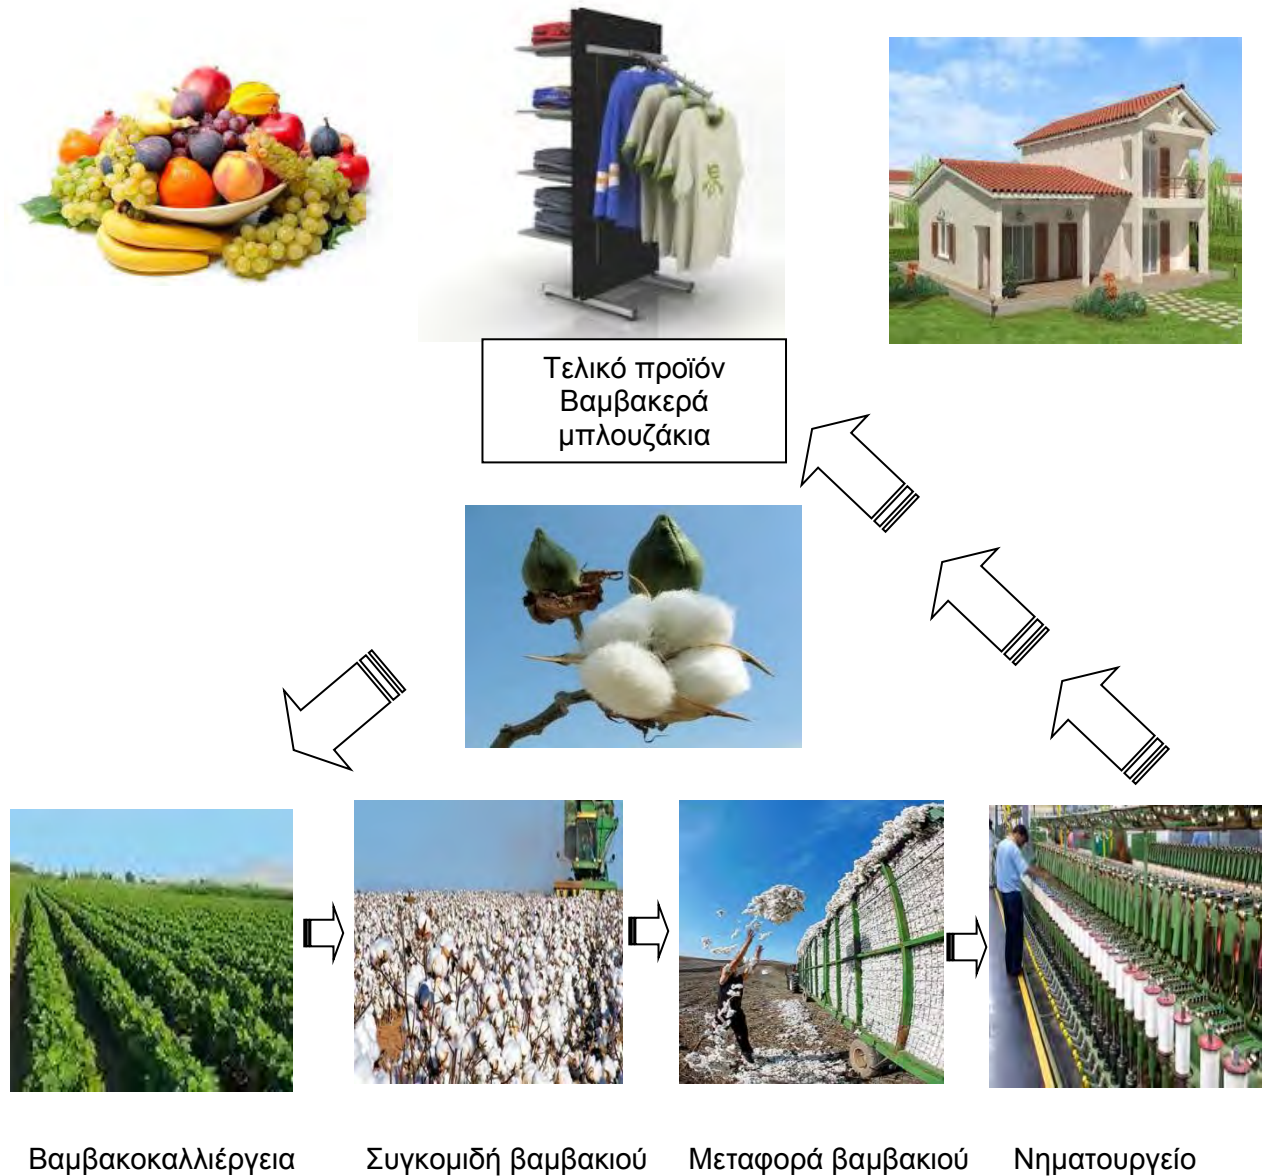 Τελικό προϊόν
Βαμβακερά
μπλουζάκια
Βαμβακοκαλλιέργεια
Συγκομιδή βαμβακιού
Μεταφορά βαμβακιού
Νηματουργείο